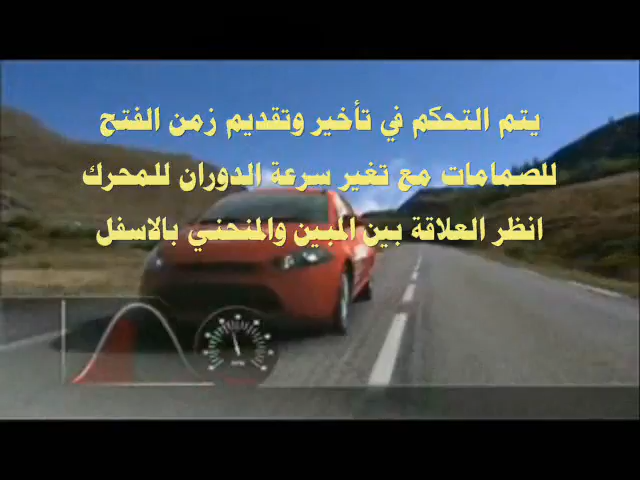 يتم التحكم في تأخير وتقديم زمن الفتح
للصمامات مع تغير سرعة الدوران للمحرك
انظر العلاقة بين المبين والمنحني بالاسفل